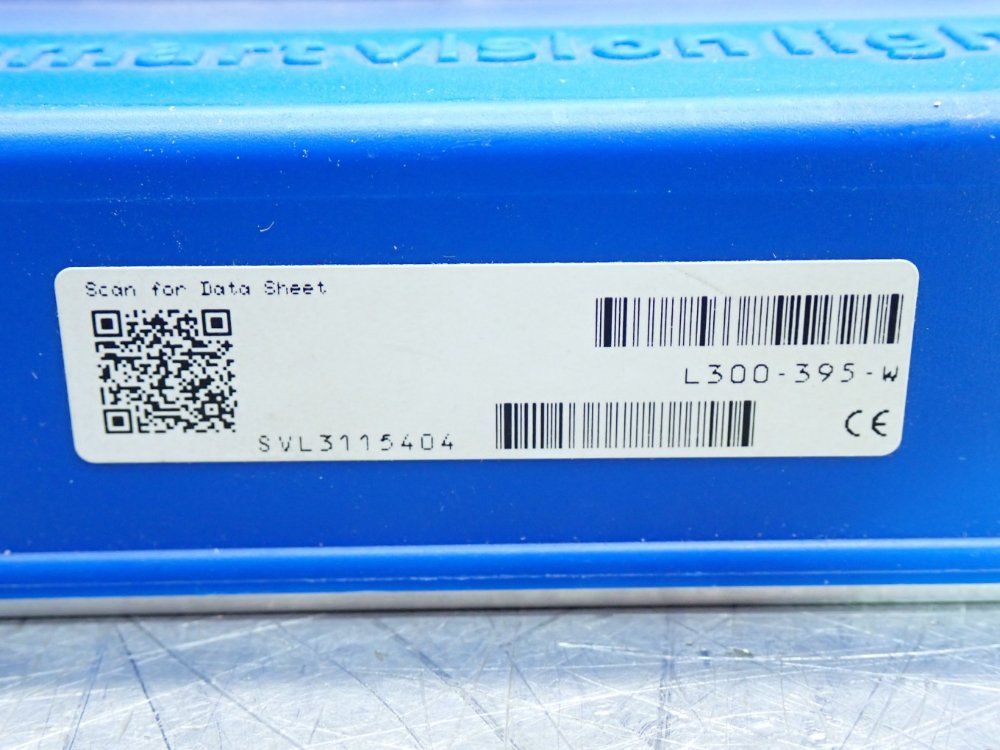 smart vision ligh
Scan for Data Sheet
L300-395-W
SVL3115404
CE